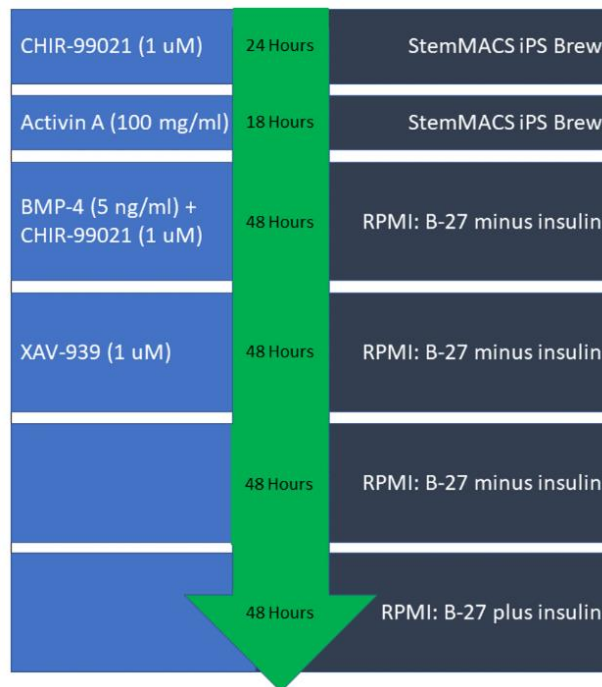 CHIR-99021 (1 uM) 24 Hours StemMACS iPS Brew
Activin A (100 mg/ml) 18 Hours StemMACS iPS Brew
BMP-4 (5 ng/ml) +
CHIR-99021 (1 uM) 48 Hours RPMI: B-27 minus insulin
XAV-939 (1 uM) 48 Hours RPMI: B-27 minus insulin
48 Hours RPMI: B-27 minus insulin
48 Hours RPMI: B-27 plus insulin